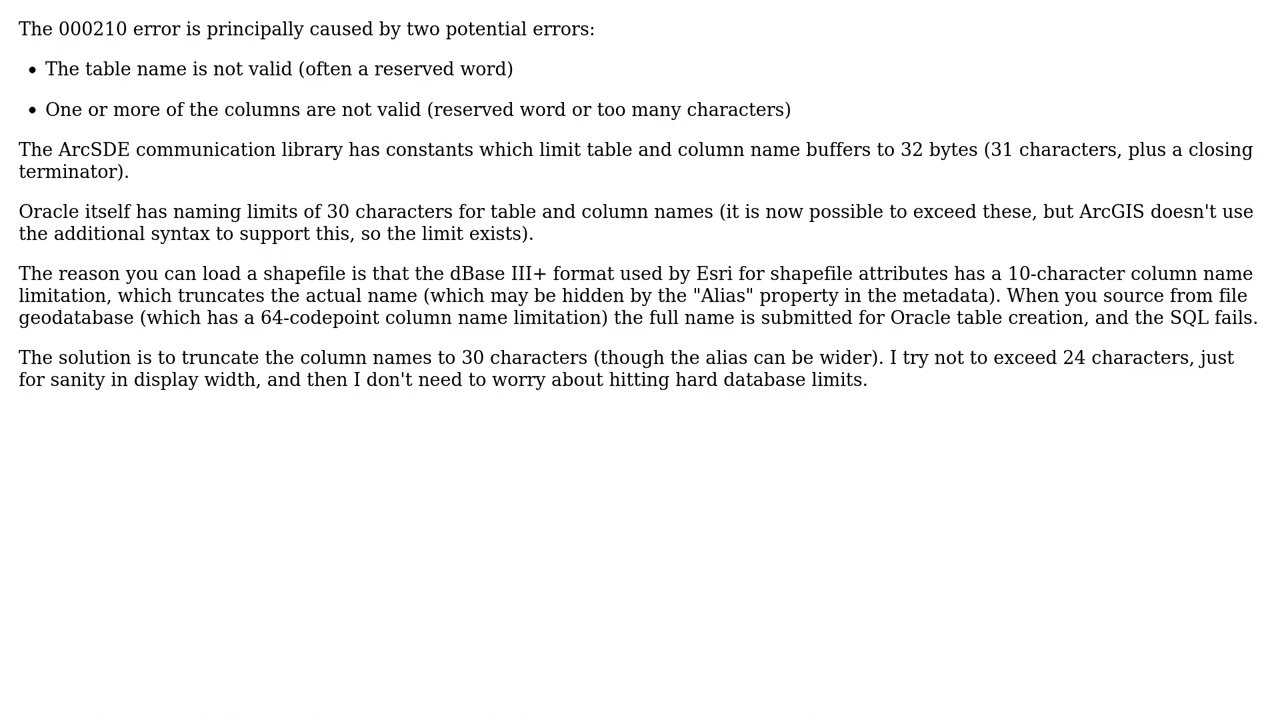 The 000210 error is principally caused by two potential errors:
• The table name is not valid (often a reserved word)
• One or more of the columns are not valid (reserved word or too many characters)
The ArcSDE communication library has constants which limit table and column name buffers to 32 bytes (31 characters, plus a closing
terminator).
Oracle itself has naming limits of 30 characters for table and column names (it is now possible to exceed these, but ArcGIS doesn't use
the additional syntax to support this, so the limit exists).
The reason you can load a shapefile is that the dBase III+ format used by Esri for shapefile attributes has a 10-character column name
limitation, which truncates the actual name (which may be hidden by the "Alias" property in the metadata). When you source from file
geodatabase (which has a 64-codepoint column name limitation) the full name is submitted for Oracle table creation, and the SQL fails.
The solution is to truncate the column names to 30 characters (though the alias can be wider). I try not to exceed 24 characters, just
for sanity in display width, and then I don't need to worry about hitting hard database limits.